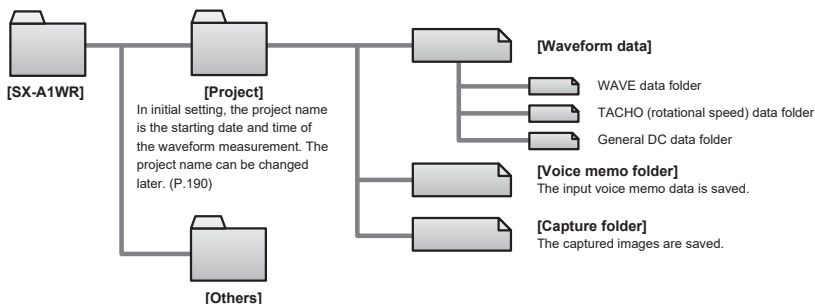 [SX-A1WR]
[Project]
In initial setting, the project name
is the starting date and time of
the waveform measurement. The
project name can be changed
later. (P.190)
[Others]
[Waveform data]
WAVE data folder
TACHO (rotational speed) data folder
General DC data folder
[Voice memo folder]
The input voice memo data is saved.
[Capture folder]
The captured images are saved.